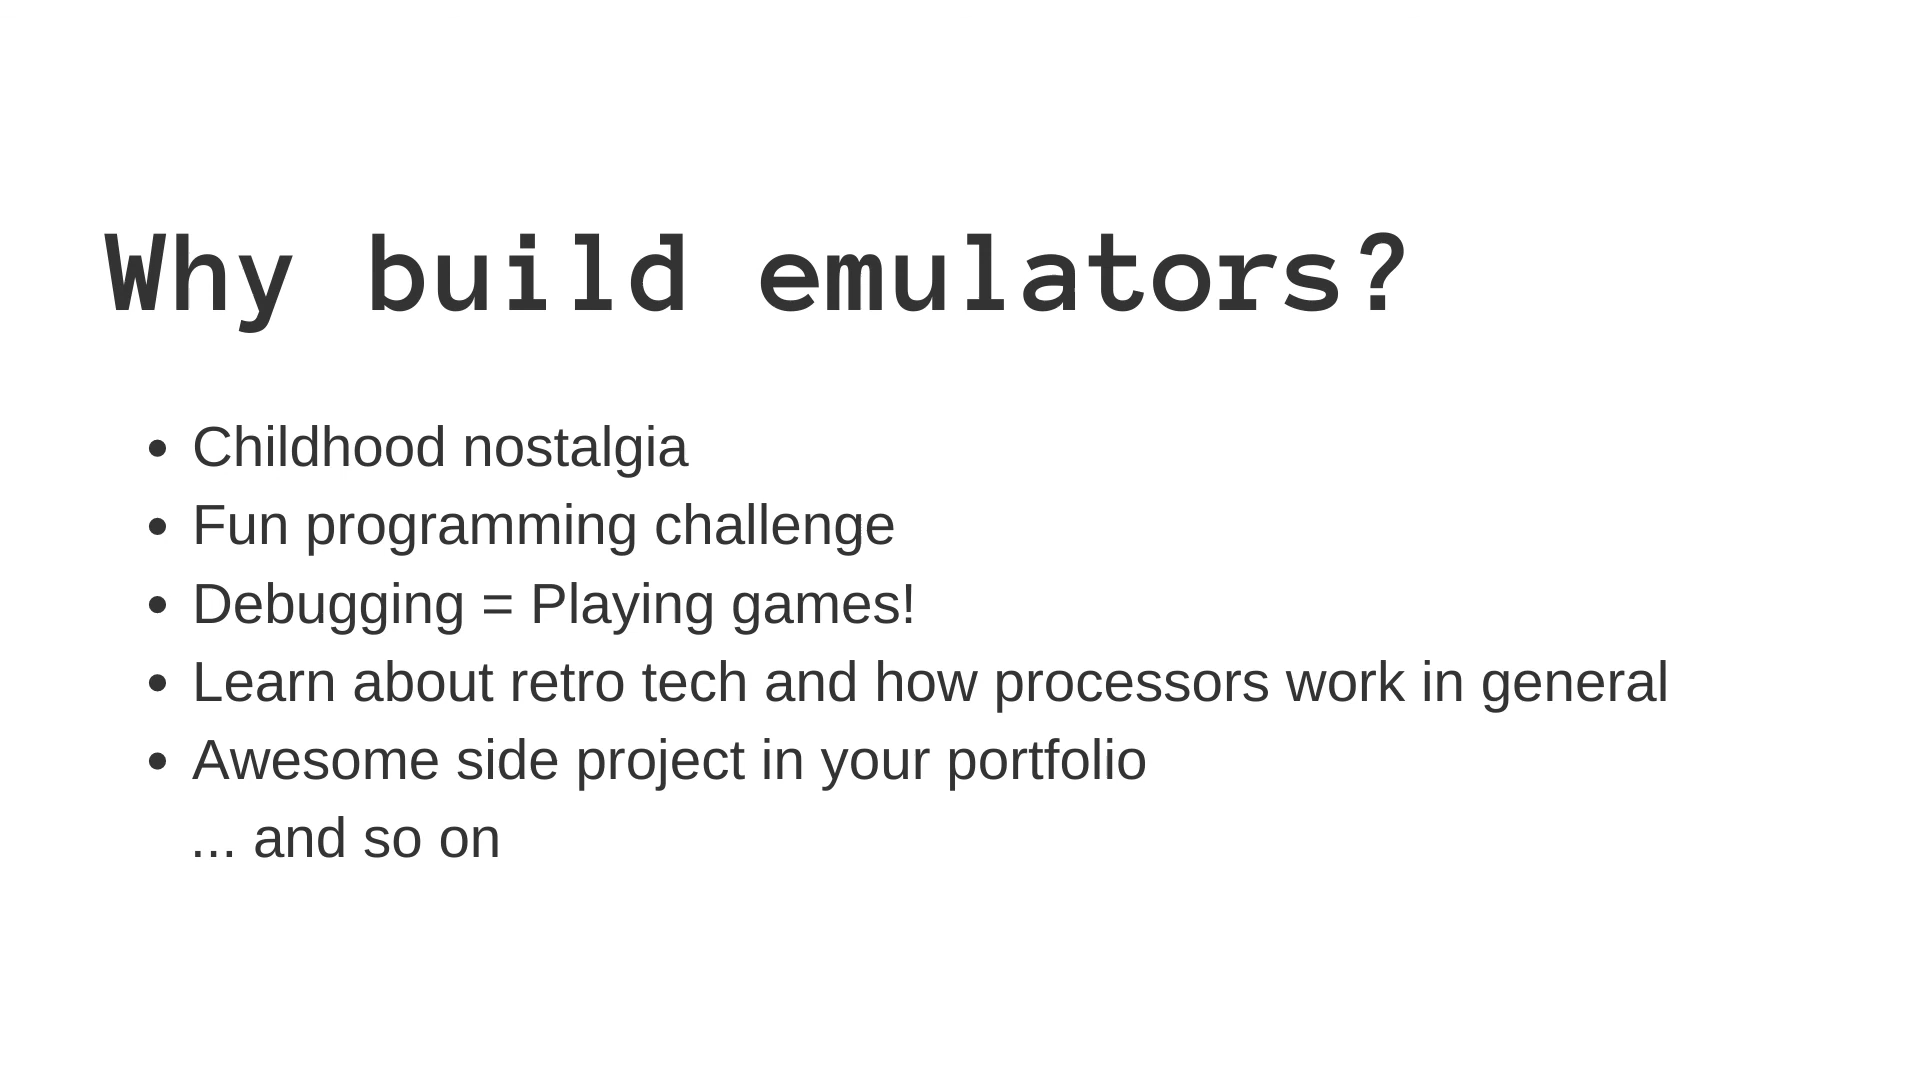 Why build emulators?
• Childhood nostalgia
• Fun programming challenge
• Debugging = Playing games!
• Learn about retro tech and how processors work in general
• Awesome side project in your portfolio
... and so on